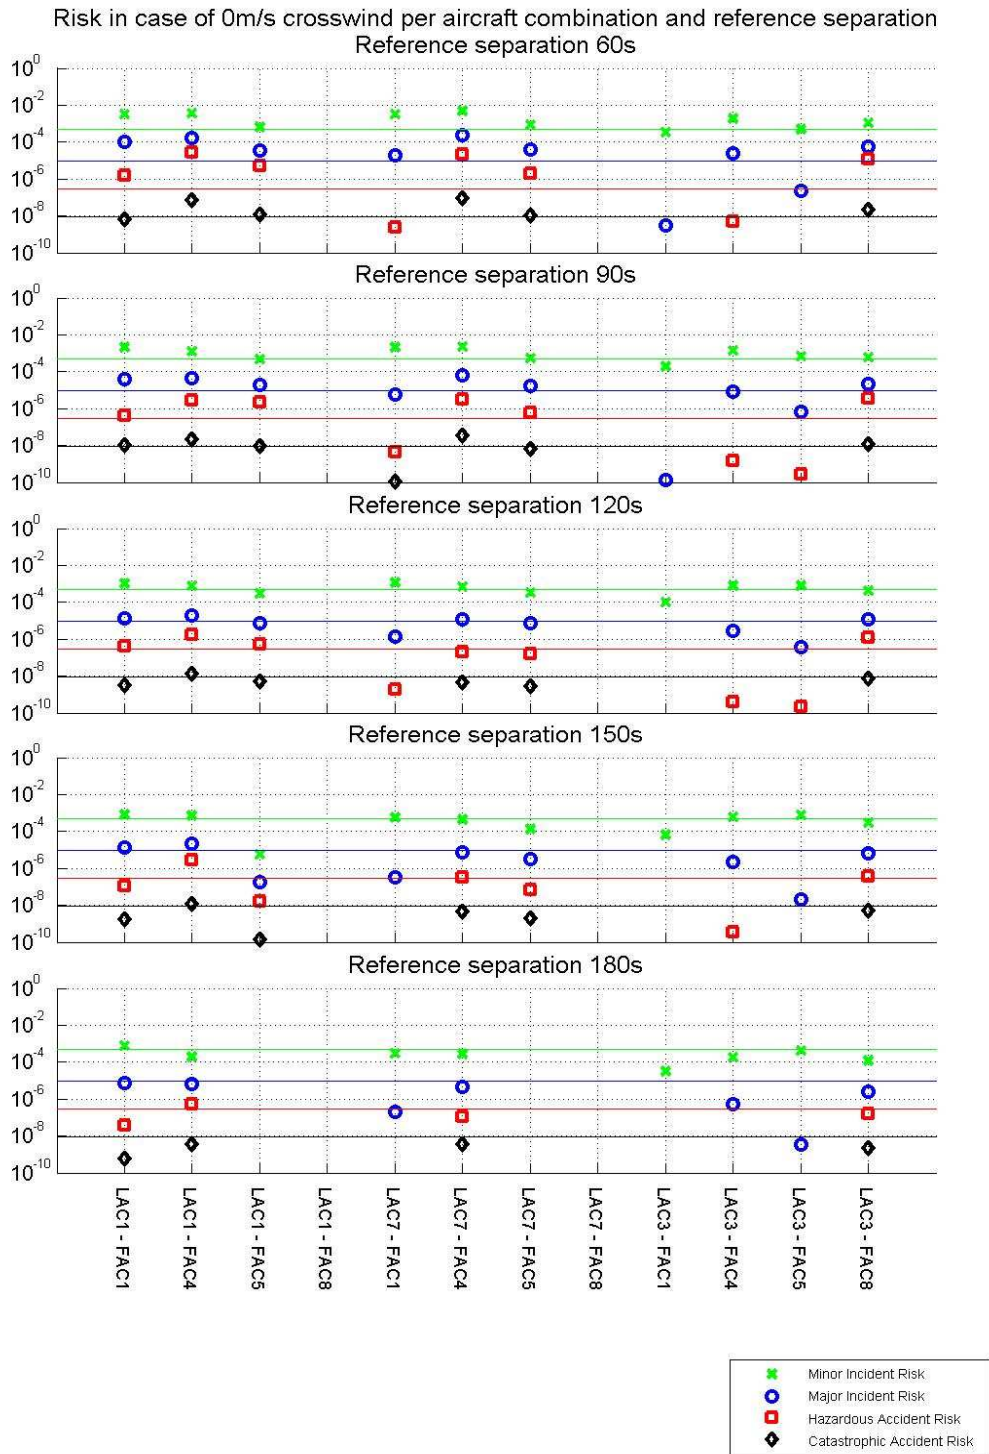 Risk in case of 0m/s crosswind per aircraft combination and reference separation
Reference separation 60s
10^0
10^-2
10^-4
10^-6
10^-8
10^-10
Reference separation 90s
10^0
10^-2
10^-4
10^-6
10^-8
10^-10
Reference separation 120s
10^0
10^-2
10^-4
10^-6
10^-8
10^-10
Reference separation 150s
10^0
10^-2
10^-4
10^-6
10^-8
10^-10
Reference separation 180s
10^0
10^-2
10^-4
10^-6
10^-8
10^-10
LAC1 - FAC1
LAC1 - FAC4
LAC1 - FAC5
LAC1 - FAC8
LAC7 - FAC1
LAC7 - FAC4
LAC7 - FAC5
LAC7 - FAC8
LAC3 - FAC1
LAC3 - FAC4
LAC3 - FAC5
LAC3 - FAC8
Minor Incident Risk
Major Incident Risk
Hazardous Accident Risk
Catastrophic Accident Risk